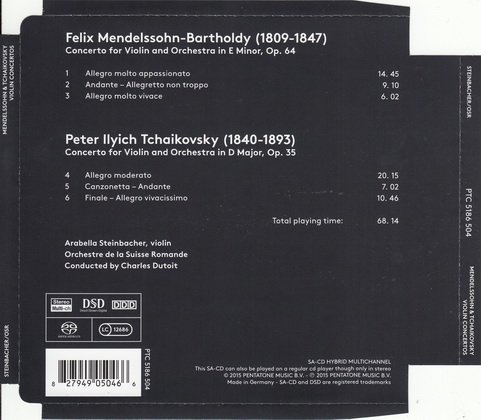 Felix Mendelssohn-Bartholdy (1809-1847)
Concerto for Violin and Orchestra in E Minor, Op. 64
1 Allegro molto appassionato 14. 45
2 Andante – Allegretto non troppo 9. 10
3 Allegro molto vivace 6. 02
Peter Ilyich Tchaikovsky (1840-1893)
Concerto for Violin and Orchestra in D Major, Op. 35
4 Allegro moderato 20. 15
5 Canzonetta – Andante 7. 02
6 Finale – Allegro vivacissimo 10. 46
Total playing time: 68. 14
Arabella Steinbacher, violin
Orchestre de la Suisse Romande
Conducted by Charles Dutoit
Stereo
Multi-ch
DSD
Direct Stream Digital
DDD
SUPER AUDIO CD
LC 12686
8 27949 05046 6
PTC 5186 504
SA-CD HYBRID MULTICHANNEL
This SA-CD can also be played on a regular cd player though only in stereo
© 2015 PENTATONE MUSIC B.V. – ℗ 2015 PENTATONE MUSIC B.V.
Made in Germany – SA-CD and DSD are registered trademarks
MENDELSSOHN & TCHAIKOVSKY
VIOLIN CONCERTOS
STEINBACHER/OSR
STEINBACHER/OSR
PTC 5186 504
MENDELSSOHN & TCHAIKOVSKY
VIOLIN CONCERTOS